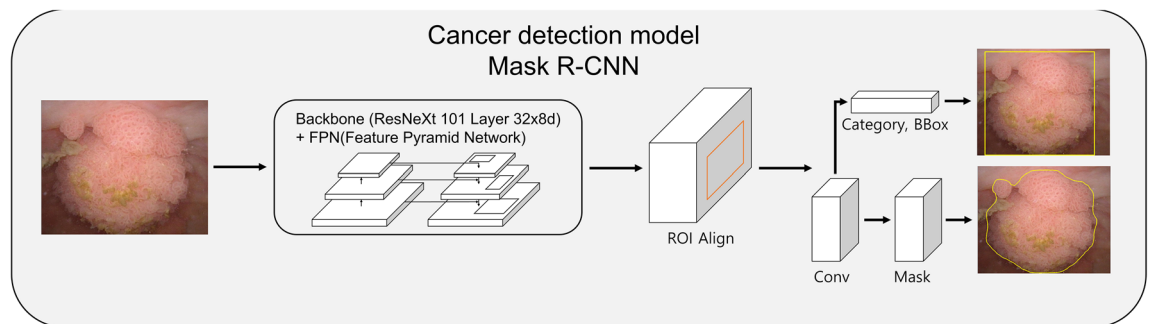 Cancer detection model
Mask R-CNN
Backbone (ResNeXt 101 Layer 32x8d)
+ FPN(Feature Pyramid Network)
ROI Align
Category, BBox
Conv
Mask